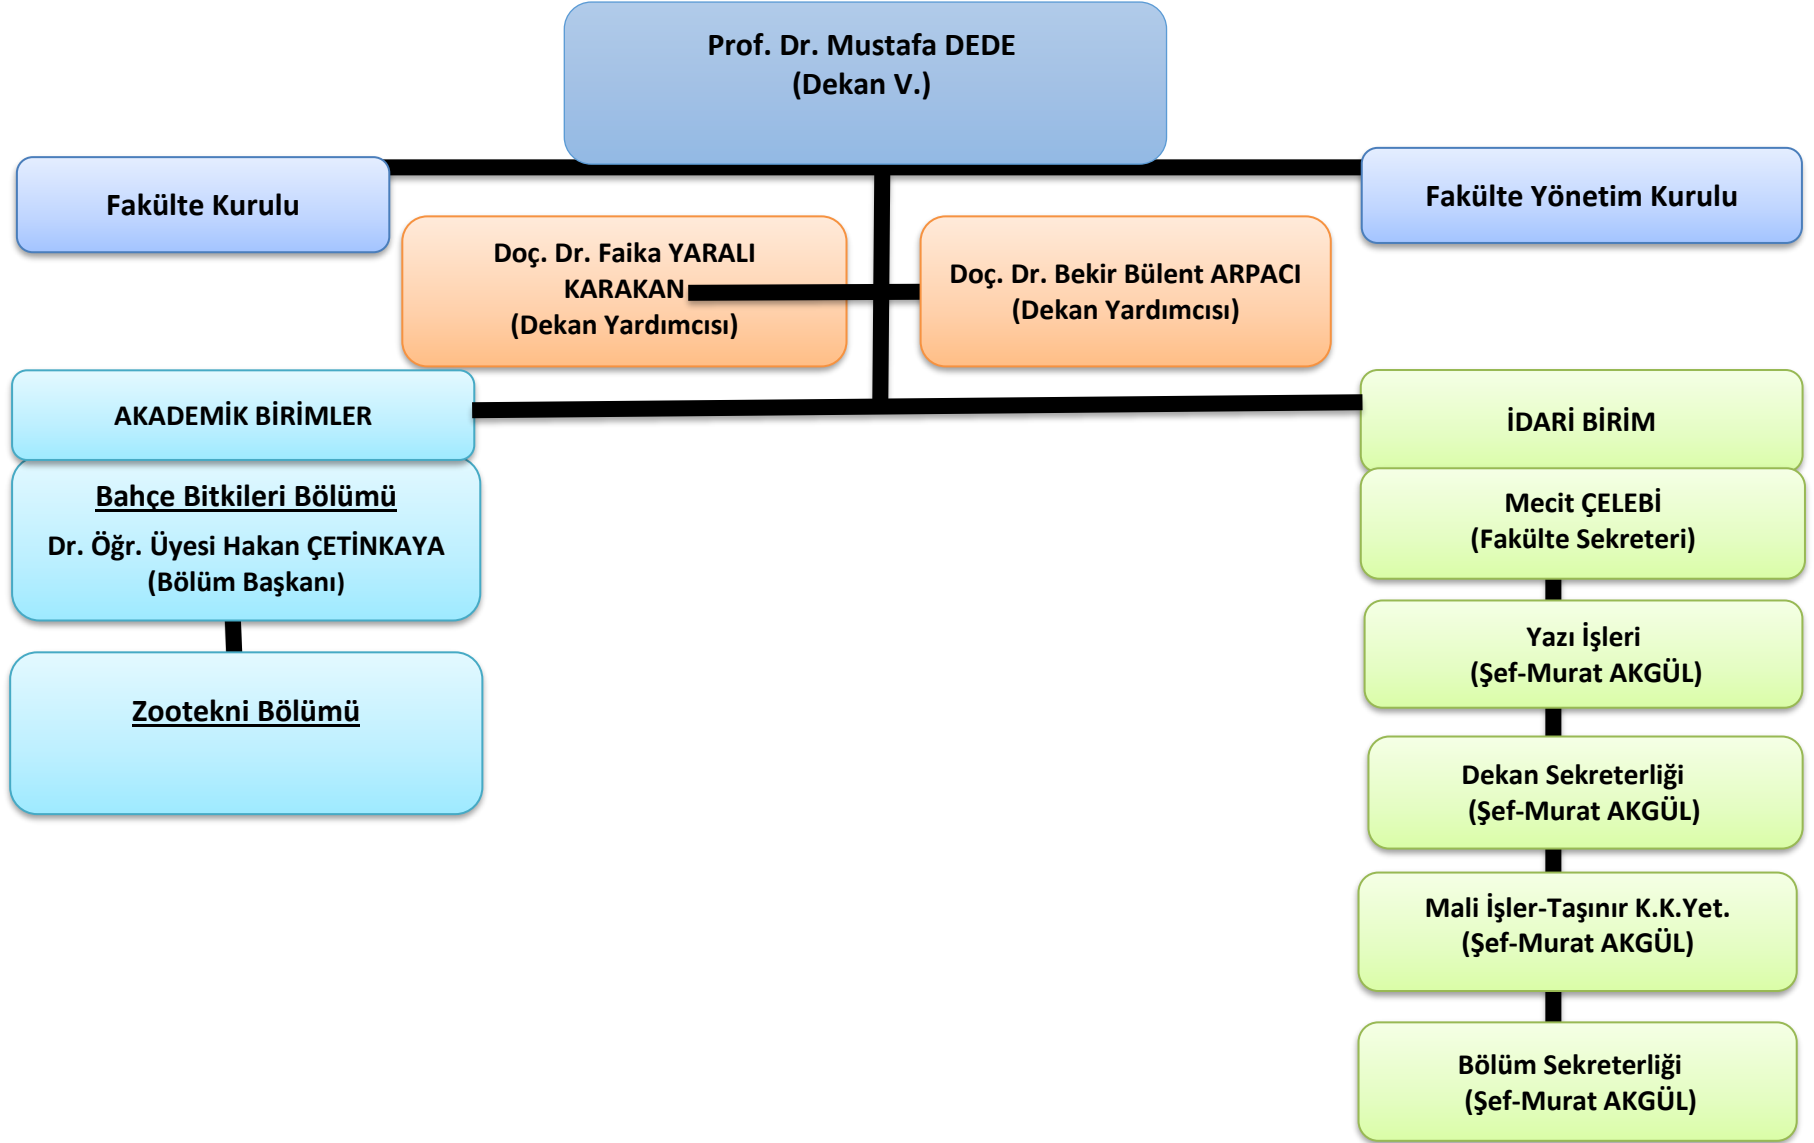 Prof. Dr. Mustafa DEDE
(Dekan V.)
Fakülte Kurulu
Fakülte Yönetim Kurulu
Doç. Dr. Faika YARALI
KARAKAN
(Dekan Yardımcısı)
Doç. Dr. Bekir Bülent ARPACI
(Dekan Yardımcısı)
AKADEMİK BİRİMLER
Bahçe Bitkileri Bölümü
Dr. Öğr. Üyesi Hakan ÇETİNKAYA
(Bölüm Başkanı)
Zootekni Bölümü
İDARİ BİRİM
Mecit ÇELEBİ
(Fakülte Sekreteri)
Yazı İşleri
(Şef-Murat AKGÜL)
Dekan Sekreterliği
(Şef-Murat AKGÜL)
Mali İşler-Taşınır K.K.Yet.
(Şef-Murat AKGÜL)
Bölüm Sekreterliği
(Şef-Murat AKGÜL)